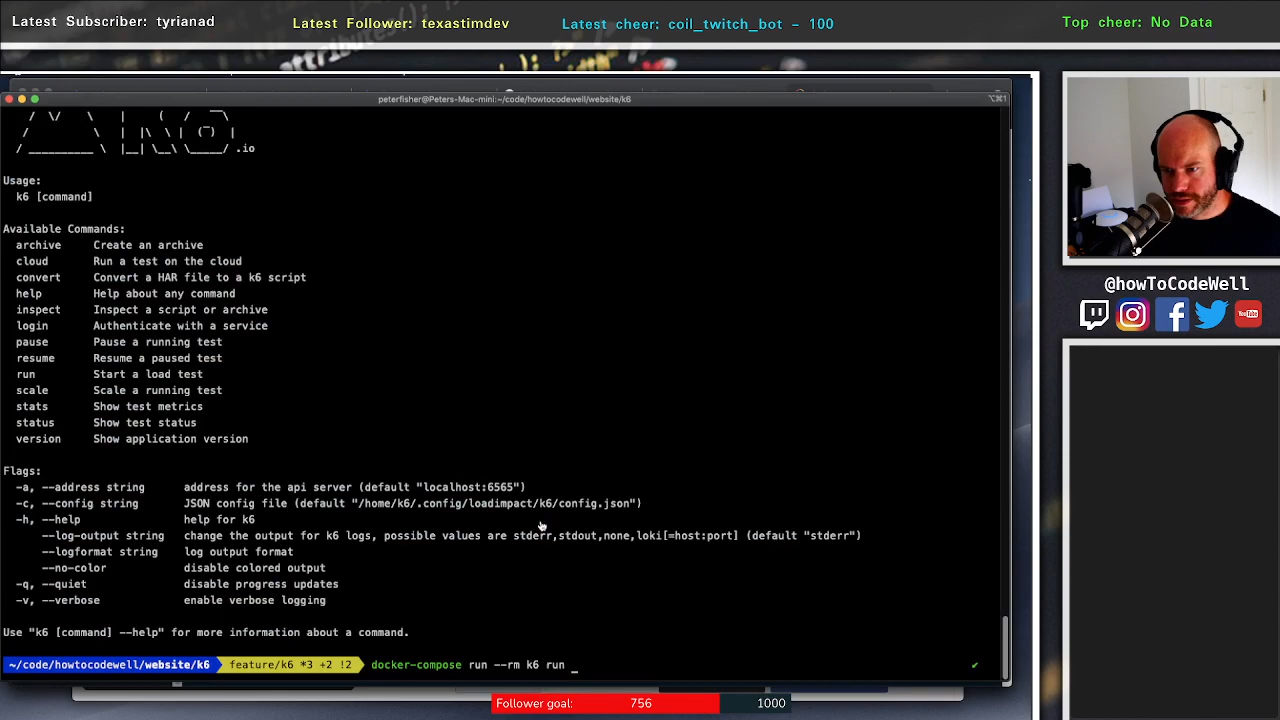 Latest Subscriber: tyrianad
Latest Follower: texastimdev
Latest cheer: coil_twitch_bot - 100
Top cheer: No Data
peterfisher@Peters-Mac-mini:~/code/howtocodewell/website/k6
⌥⌘1
.io
Usage:
k6 [command]
Available Commands:
archive Create an archive
cloud Run a test on the cloud
convert Convert a HAR file to a k6 script
help Help about any command
inspect Inspect a script or archive
login Authenticate with a service
pause Pause a running test
resume Resume a paused test
run Start a load test
scale Scale a running test
stats Show test metrics
status Show test status
version Show application version
Flags:
-a, --address string address for the api server (default "localhost:6565")
-c, --config string JSON config file (default "/home/k6/.config/loadimpact/k6/config.json")
-h, --help help for k6
--log-output string change the output for k6 logs, possible values are stderr,stdout,none,loki[=host:port] (default "stderr")
--logformat string log output format
--no-color disable colored output
-q, --quiet disable progress updates
-v, --verbose enable verbose logging
Use "k6 [command] --help" for more information about a command.
~/code/howtocodewell/website/k6 feature/k6 *3 +2 !2 docker-compose run --rm k6 run _ ✔
@howToCodeWell
You Tube
Follower goal: 756 1000